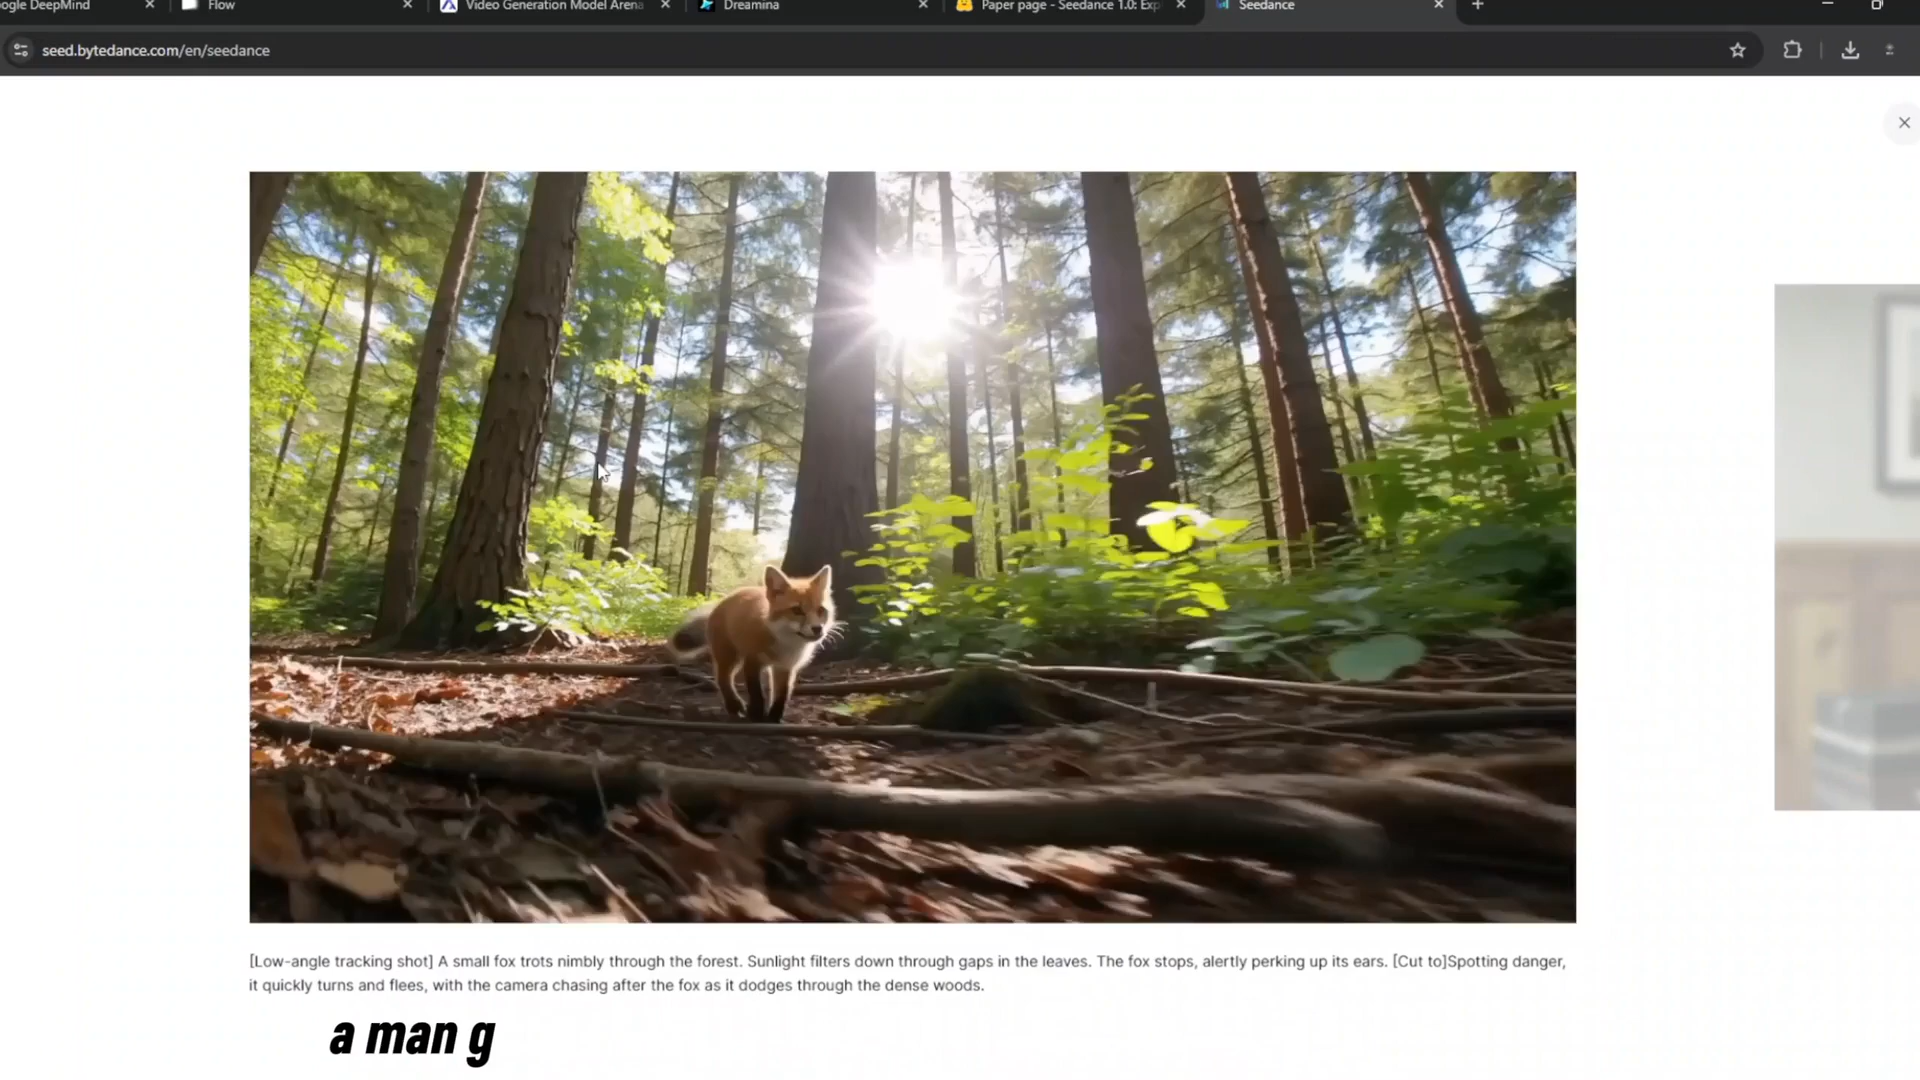 ogle DeepMind
Flow
Video Generation Model Arena
Dreamina
Paper page - Seedance 1.0: Exp
Seedance
seed.bytedance.com/en/seedance
[Low-angle tracking shot] A small fox trots nimbly through the forest. Sunlight filters down through gaps in the leaves. The fox stops, alertly perking up its ears. [Cut to]Spotting danger,
it quickly turns and flees, with the camera chasing after the fox as it dodges through the dense woods.
a man g